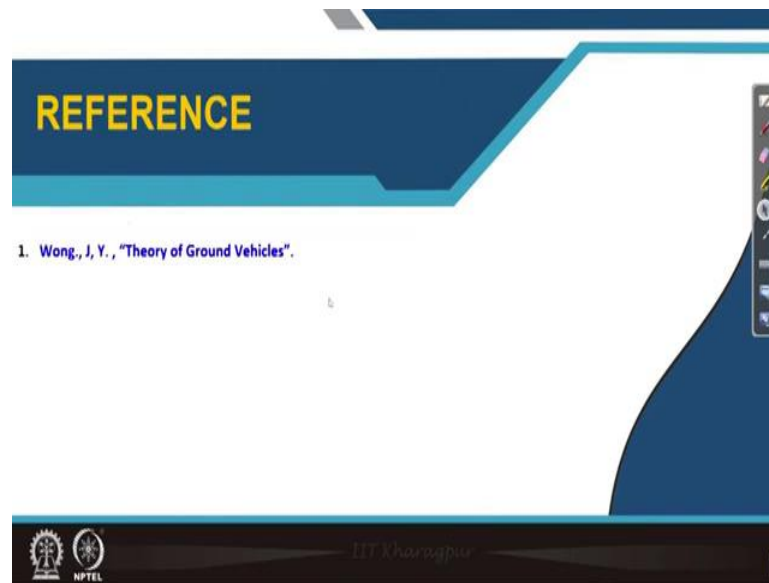 REFERENCE
1. Wong., J, Y. , “Theory of Ground Vehicles”.
NPTEL
IIT Kharagpur